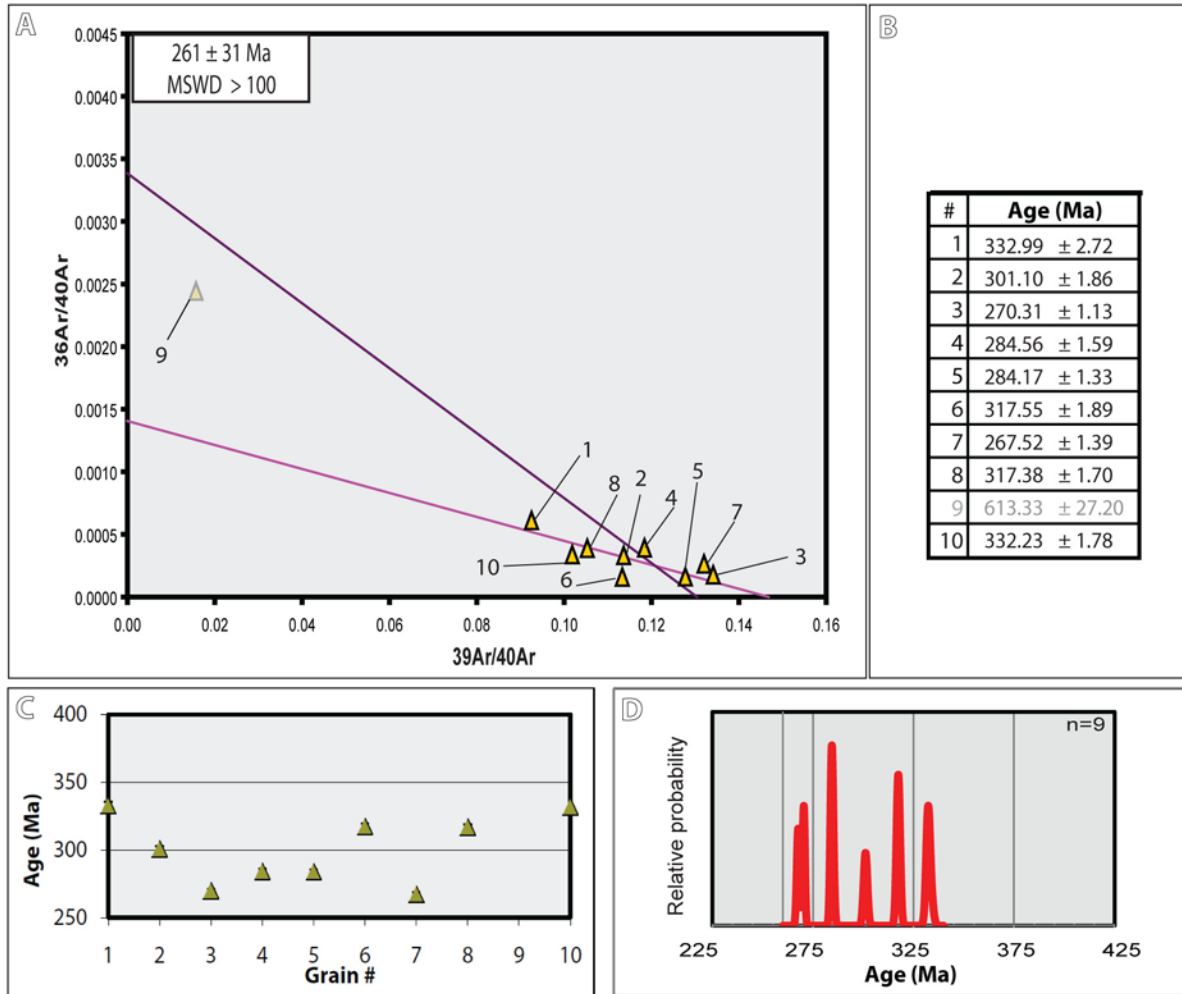 A
261 ± 31 Ma
MSWD > 100
36Ar/40Ar
0.0045
0.0040
0.0035
0.0030
0.0025
0.0020
0.0015
0.0010
0.0005
0.0000
9
1
8
2
4
5
7
10
6
3
0.00 0.02 0.04 0.06 0.08 0.10 0.12 0.14 0.16
39Ar/40Ar
B
# Age (Ma)
1 332.99 ± 2.72
2 301.10 ± 1.86
3 270.31 ± 1.13
4 284.56 ± 1.59
5 284.17 ± 1.33
6 317.55 ± 1.89
7 267.52 ± 1.39
8 317.38 ± 1.70
9 613.33 ± 27.20
10 332.23 ± 1.78
C
Age (Ma)
400
350
300
250
1 2 3 4 5 6 7 8 9 10
Grain #
D
Relative probability
n=9
225 275 325 375 425
Age (Ma)